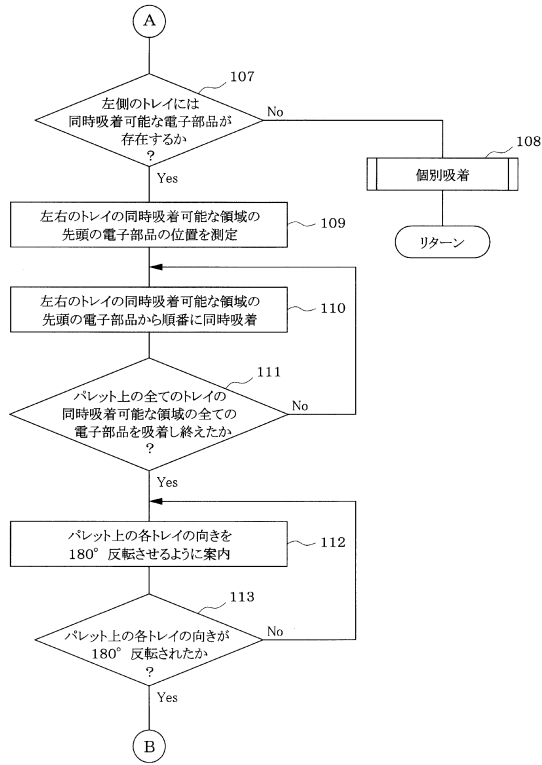 A
107
左側のトレイには
同時吸着可能な電子部品が
存在するか
?
No
Yes
108
個別吸着
リターン
左右のトレイの同時吸着可能な領域の
先頭の電子部品の位置を測定
109
左右のトレイの同時吸着可能な領域の
先頭の電子部品から順番に同時吸着
110
111
パレット上の全てのトレイの
同時吸着可能な領域の全ての
電子部品を吸着し終えたか
?
No
Yes
パレット上の各トレイの向きを
180° 反転させるように案内
112
113
パレット上の各トレイの向きが
180° 反転されたか
?
No
Yes
B